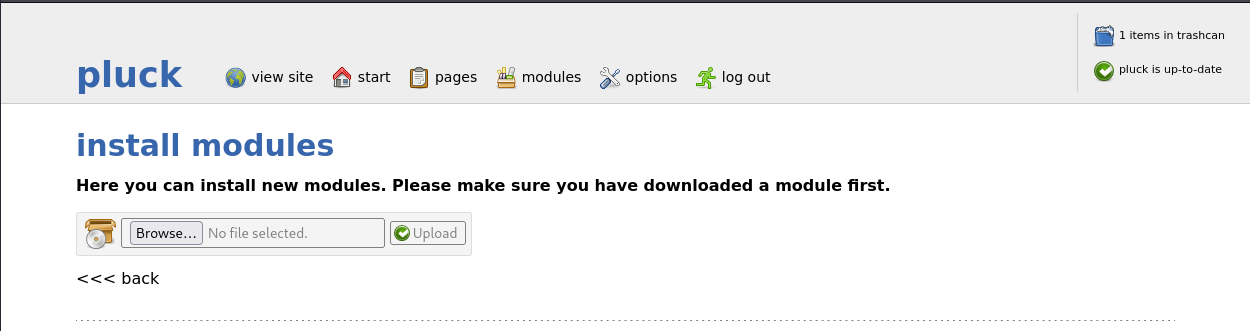 1 items in trashcan
pluck view site start pages modules options log out
pluck is up-to-date
install modules
Here you can install new modules. Please make sure you have downloaded a module first.
Browse... No file selected. Upload
<<< back